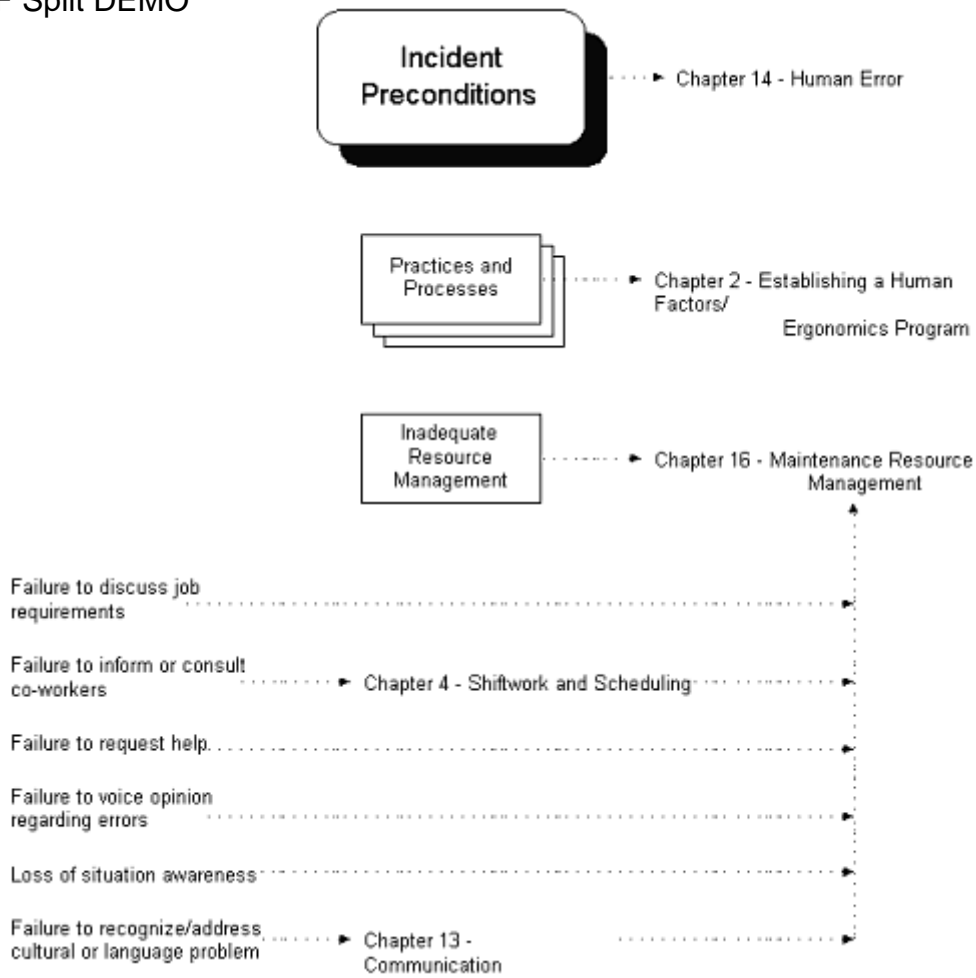 - Split DEMO
Incident
Preconditions
Chapter 14 - Human Error
Practices and
Processes
Chapter 2 - Establishing a Human
Factors/
Ergonomics Program
Inadequate
Resource
Management
Chapter 16 - Maintenance Resource
Management
Failure to discuss job
requirements
Failure to inform or consult
co-workers
Chapter 4 - Shiftwork and Scheduling
Failure to request help
Failure to voice opinion
regarding errors
Loss of situation awareness
Failure to recognize/address
cultural or language problem
Chapter 13 -
Communication